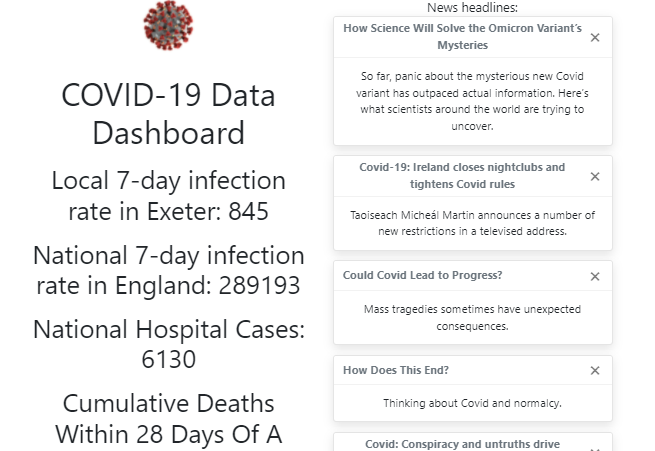 COVID-19 Data
Dashboard
Local 7-day infection
rate in Exeter: 845
National 7-day infection
rate in England: 289193
National Hospital Cases:
6130
Cumulative Deaths
Within 28 Days Of A
News headlines:
How Science Will Solve the Omicron Variant's
Mysteries
So far, panic about the mysterious new Covid
variant has outpaced actual information. Here's
what scientists around the world are trying to
uncover.
Covid-19: Ireland closes nightclubs and
tightens Covid rules
Taoiseach Micheál Martin announces a number of
new restrictions in a televised address.
Could Covid Lead to Progress?
Mass tragedies sometimes have unexpected
consequences.
How Does This End?
Thinking about Covid and normalcy.
Covid: Conspiracy and untruths drive